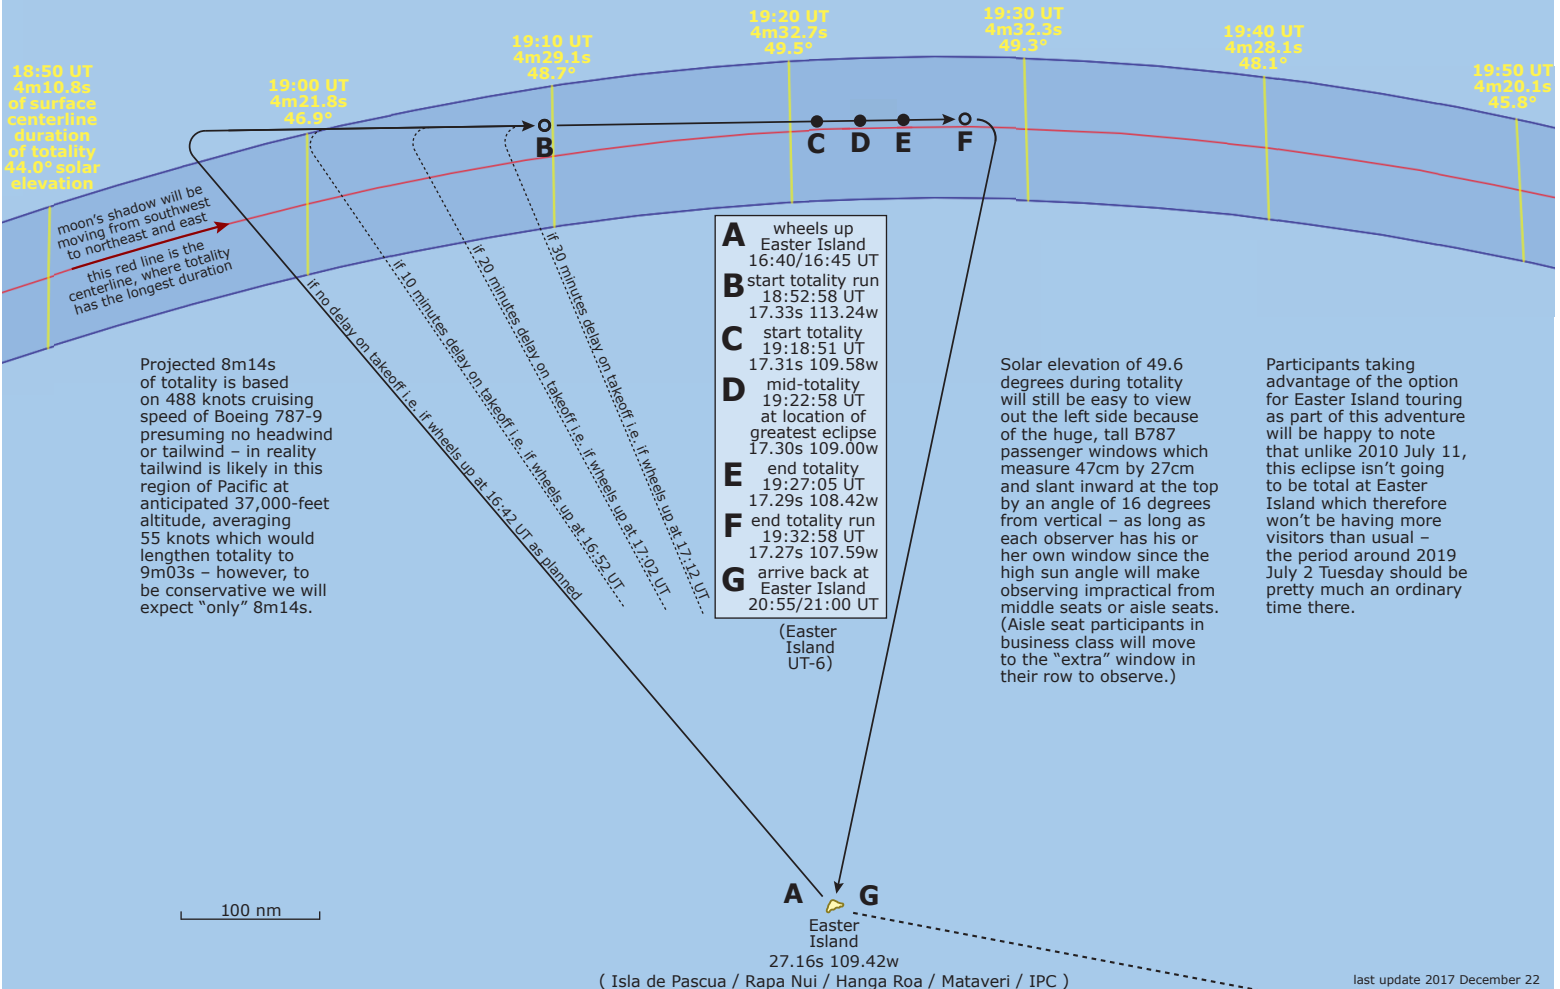 18:50 UT
4m10.8s
of surface
centerline
duration
of totality
44.0° solar
elevation
19:00 UT
4m21.8s
46.9°
19:10 UT
4m29.1s
48.7°
19:20 UT
4m32.7s
49.5°
19:30 UT
4m32.3s
49.3°
19:40 UT
4m28.1s
48.1°
19:50 UT
4m20.1s
45.8°
B
C
D
E
F
moon's shadow will be
moving from southwest
to northeast and east
this red line is the
centerline, where totality
has the longest duration
if no delay on takeoff i.e. if wheels up at 16:42 UT as planned
if 10 minutes delay on takeoff i.e. if wheels up at 16:52 UT
if 20 minutes delay on takeoff i.e. if wheels up at 17:02 UT
if 30 minutes delay on takeoff i.e. if wheels up at 17:12 UT
A wheels up
Easter Island
16:40/16:45 UT
B start totality run
18:52:58 UT
17.33s 113.24w
C start totality
19:18:51 UT
17.31s 109.58w
D mid-totality
19:22:58 UT
at location of
greatest eclipse
17.30s 109.00w
E end totality
19:27:05 UT
17.29s 108.42w
F end totality run
19:32:58 UT
17.27s 107.59w
G arrive back at
Easter Island
20:55/21:00 UT
(Easter
Island
UT-6)
Projected 8m14s
of totality is based
on 488 knots cruising
speed of Boeing 787-9
presuming no headwind
or tailwind – in reality
tailwind is likely in this
region of Pacific at
anticipated 37,000-feet
altitude, averaging
55 knots which would
lengthen totality to
9m03s – however, to
be conservative we will
expect "only" 8m14s.
Solar elevation of 49.6
degrees during totality
will still be easy to view
out the left side because
of the huge, tall B787
passenger windows which
measure 47cm by 27cm
and slant inward at the top
by an angle of 16 degrees
from vertical – as long as
each observer has his or
her own window since the
high sun angle will make
observing impractical from
middle seats or aisle seats.
(Aisle seat participants in
business class will move
to the "extra" window in
their row to observe.)
Participants taking
advantage of the option
for Easter Island touring
as part of this adventure
will be happy to note
that unlike 2010 July 11,
this eclipse isn't going
to be total at Easter
Island which therefore
won't be having more
visitors than usual –
the period around 2019
July 2 Tuesday should be
pretty much an ordinary
time there.
100 nm
A
G
Easter
Island
27.16s 109.42w
( Isla de Pascua / Rapa Nui / Hanga Roa / Mataveri / IPC )
last update 2017 December 22